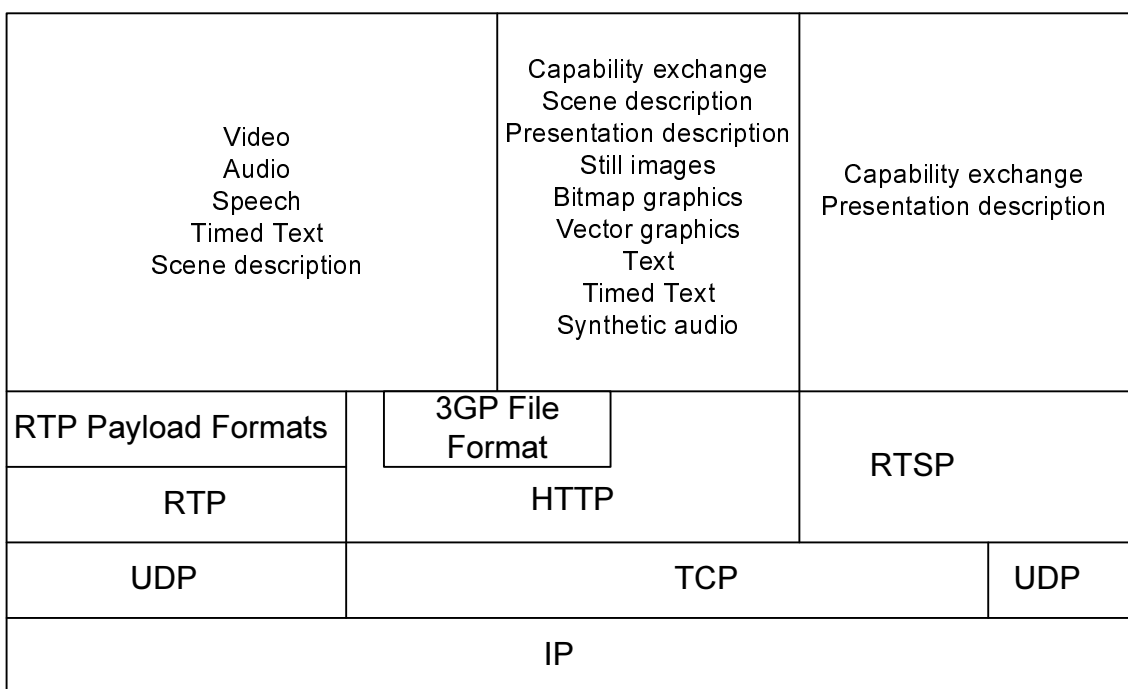 Video
Audio
Speech
Timed Text
Scene description
Capability exchange
Scene description
Presentation description
Still images
Bitmap graphics
Vector graphics
Text
Timed Text
Synthetic audio
Capability exchange
Presentation description
RTP Payload Formats
3GP File
Format
RTSP
RTP
HTTP
UDP
TCP
UDP
IP